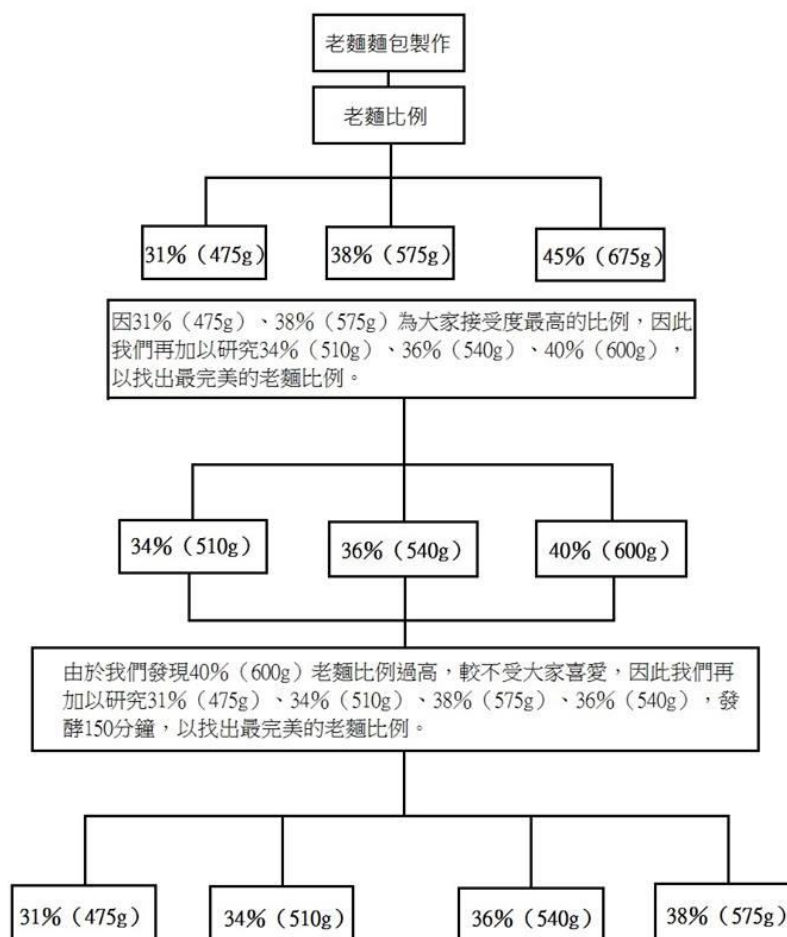 老麵麵包製作
老麵比例
31%（475g）
38%（575g）
45%（675g）
因31%（475g）、38%（575g）為大家接受度最高的比例，因此
我們再加以研究34%（510g）、36%（540g）、40%（600g），
以找出最完美的老麵比例。
34%（510g）
36%（540g）
40%（600g）
由於我們發現40%（600g）老麵比例過高，較不受大家喜愛，因此我們再
加以研究31%（475g）、34%（510g）、38%（575g）、36%（540g），發
酵150分鐘，以找出最完美的老麵比例。
31%（475g）
34%（510g）
36%（540g）
38%（575g）